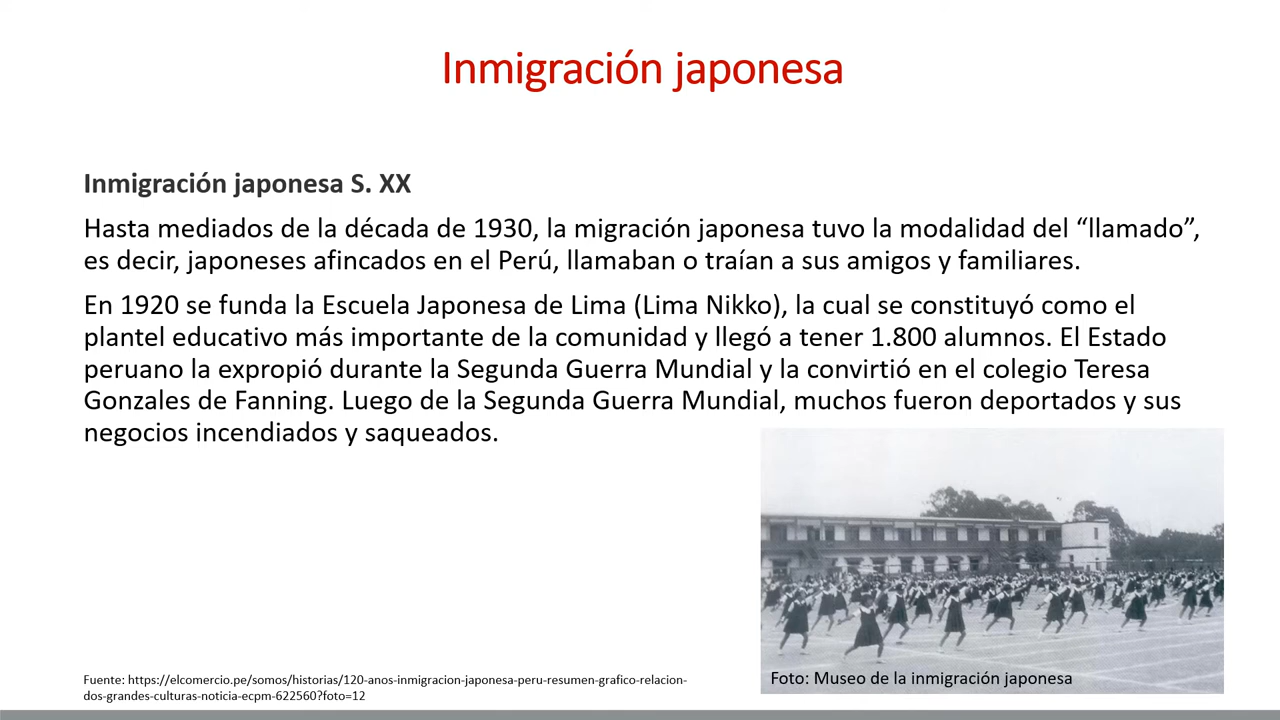 Inmigración japonesa
Inmigración japonesa S. XX
Hasta mediados de la década de 1930, la migración japonesa tuvo la modalidad del “llamado”,
es decir, japoneses afincados en el Perú, llamaban o traían a sus amigos y familiares.
En 1920 se funda la Escuela Japonesa de Lima (Lima Nikko), la cual se constituyó como el
plantel educativo más importante de la comunidad y llegó a tener 1.800 alumnos. El Estado
peruano la expropió durante la Segunda Guerra Mundial y la convirtió en el colegio Teresa
Gonzales de Fanning. Luego de la Segunda Guerra Mundial, muchos fueron deportados y sus
negocios incendiados y saqueados.
Fuente: https://elcomercio.pe/somos/historias/120-anos-inmigracion-japonesa-peru-resumen-grafico-relacion-
dos-grandes-culturas-noticia-ecpm-622560?foto=12
Foto: Museo de la inmigración japonesa